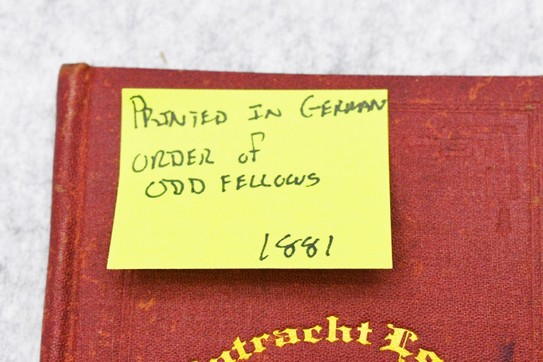 PRINTED IN GERMAN
ORDER of
ODD FELLOWS
1881